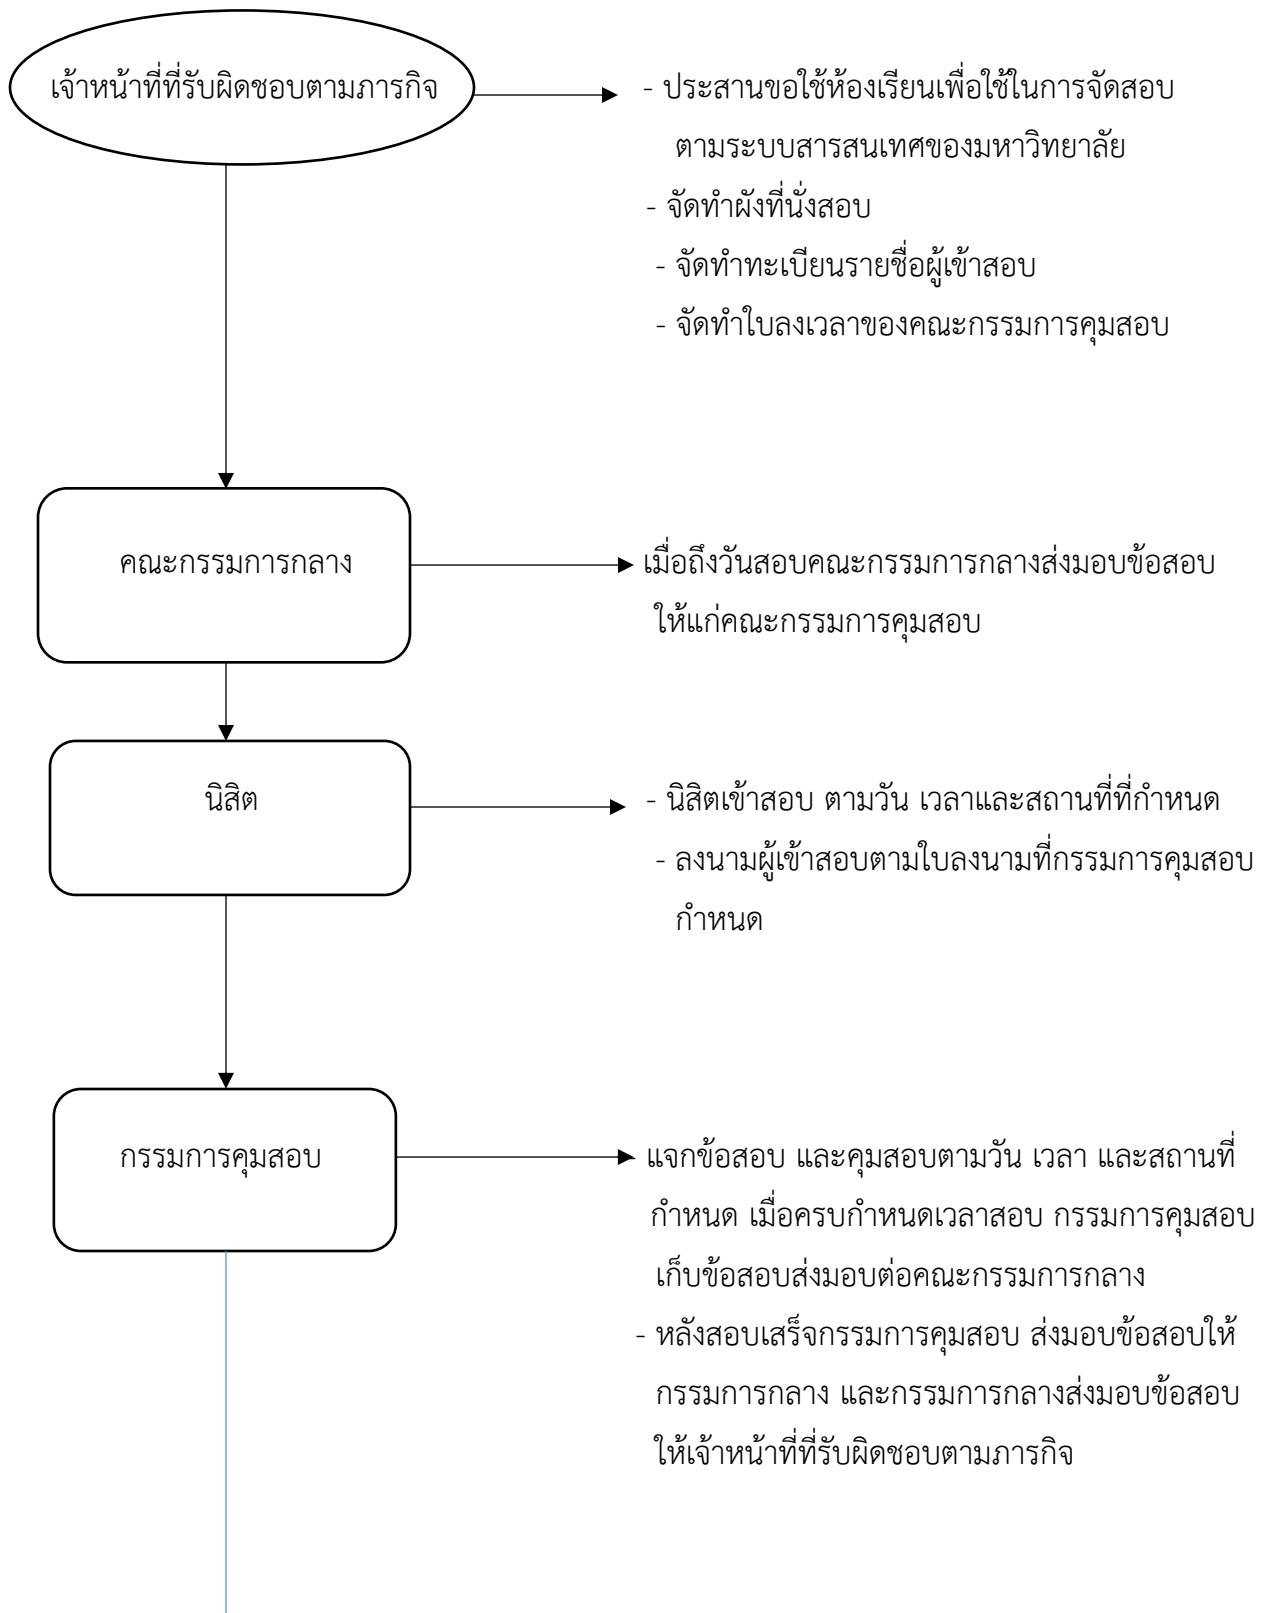 เจ้าหน้าที่ที่รับผิดชอบตามภารกิจ
- ประสานขอใช้ห้องเรียนเพื่อใช้ในการจัดสอบ
ตามระบบสารสนเทศของมหาวิทยาลัย
- จัดทำผังที่นั่งสอบ
- จัดทำทะเบียนรายชื่อผู้เข้าสอบ
- จัดทำใบลงเวลาของคณะกรรมการคุมสอบ
คณะกรรมการกลาง
เมื่อถึงวันสอบคณะกรรมการกลางส่งมอบข้อสอบ
ให้แก่คณะกรรมการคุมสอบ
นิสิต
- นิสิตเข้าสอบ ตามวัน เวลาและสถานที่ที่กำหนด
- ลงนามผู้เข้าสอบตามใบลงนามที่กรรมการคุมสอบ
กำหนด
กรรมการคุมสอบ
แจกข้อสอบ และคุมสอบตามวัน เวลา และสถานที่
กำหนด เมื่อครบกำหนดเวลาสอบ กรรมการคุมสอบ
เก็บข้อสอบส่งมอบต่อคณะกรรมการกลาง
- หลังสอบเสร็จกรรมการคุมสอบ ส่งมอบข้อสอบให้
กรรมการกลาง และกรรมการกลางส่งมอบข้อสอบ
ให้เจ้าหน้าที่ที่รับผิดชอบตามภารกิจ